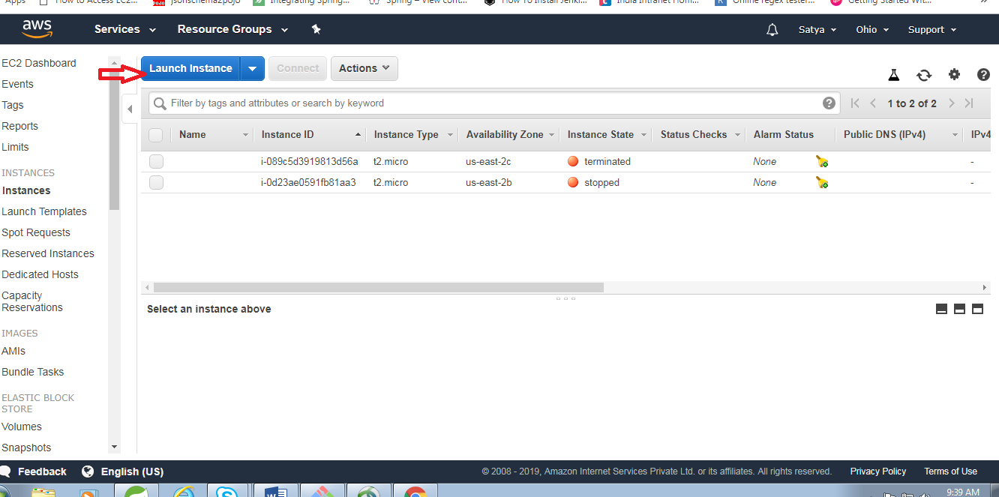 Apps How to Access EC2... jsonschema2pojo Integrating Spring... Spring – View cont... How To Install Jenki... India Intranet Hom... Online regex tester... Getting Started Wit...
aws Services Resource Groups Satya Ohio Support
EC2 Dashboard
Events
Tags
Reports
Limits
INSTANCES
Instances
Launch Templates
Spot Requests
Reserved Instances
Dedicated Hosts
Capacity
Reservations
IMAGES
AMIs
Bundle Tasks
ELASTIC BLOCK
STORE
Volumes
Snapshots
Launch Instance Connect Actions
Filter by tags and attributes or search by keyword 1 to 2 of 2
Name Instance ID Instance Type Availability Zone Instance State Status Checks Alarm Status Public DNS (IPv4) IPv4
i-089c5d3919813d56a t2.micro us-east-2c terminated None -
i-0d23ae0591fb81aa3 t2.micro us-east-2b stopped None -
Select an instance above
Feedback English (US) © 2008 - 2019, Amazon Internet Services Private Ltd. or its affiliates. All rights reserved. Privacy Policy Terms of Use
9:39 AM